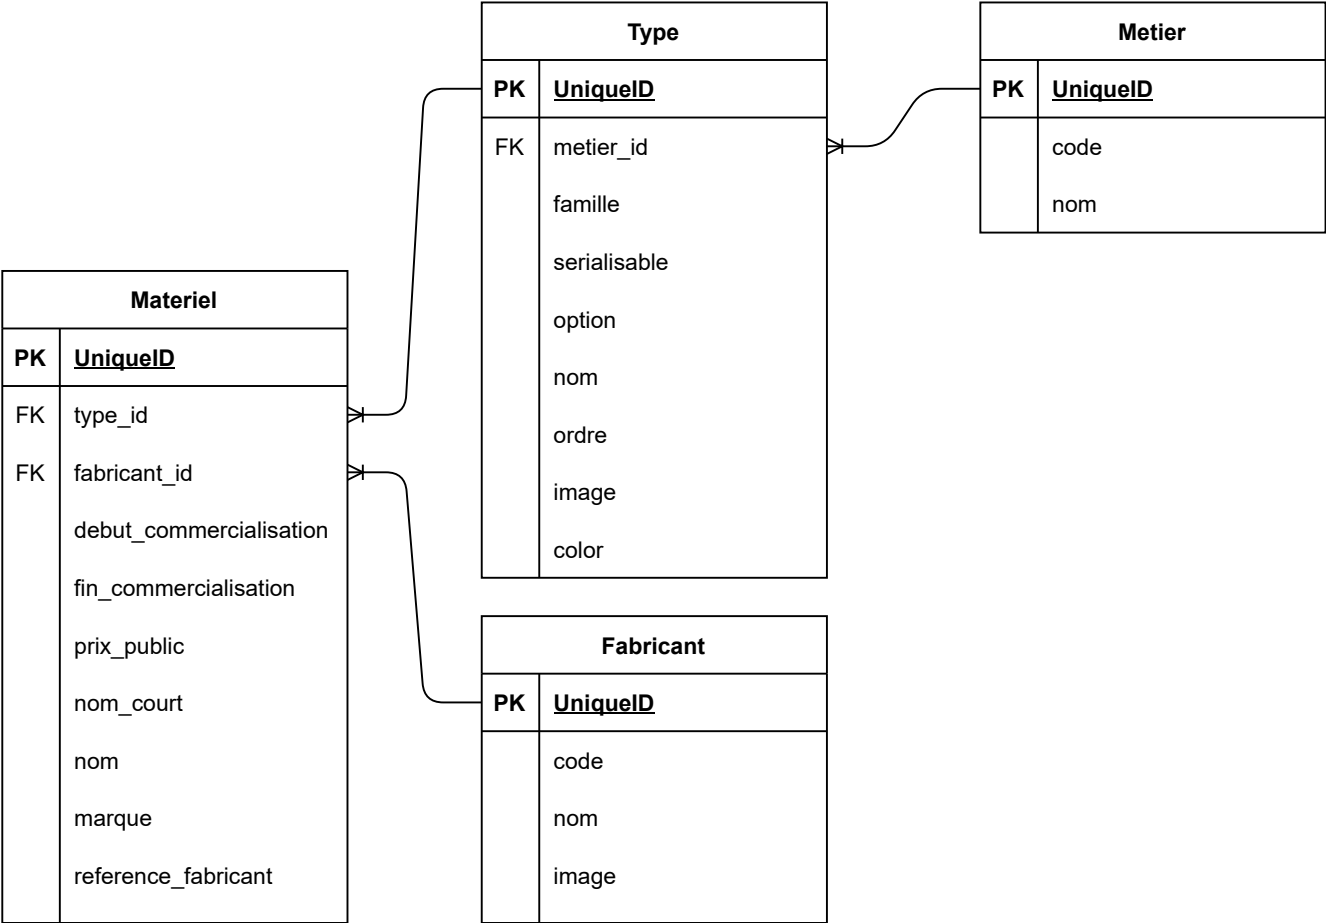 Type
PK UniqueID
FK metier_id
famille
serialisable
option
nom
ordre
image
color
Metier
PK UniqueID
code
nom
Materiel
PK UniqueID
FK type_id
FK fabricant_id
debut_commercialisation
fin_commercialisation
prix_public
nom_court
nom
marque
reference_fabricant
Fabricant
PK UniqueID
code
nom
image